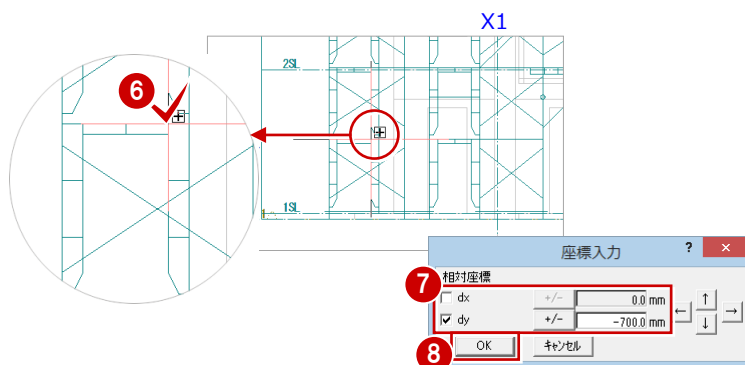 X1
2SL
6
1SL
座標入力 ? ×
相対座標
7
dx +/- 0.0 mm
dy +/- -700.0 mm
← ↑ ↓ →
8
OK キャンセル